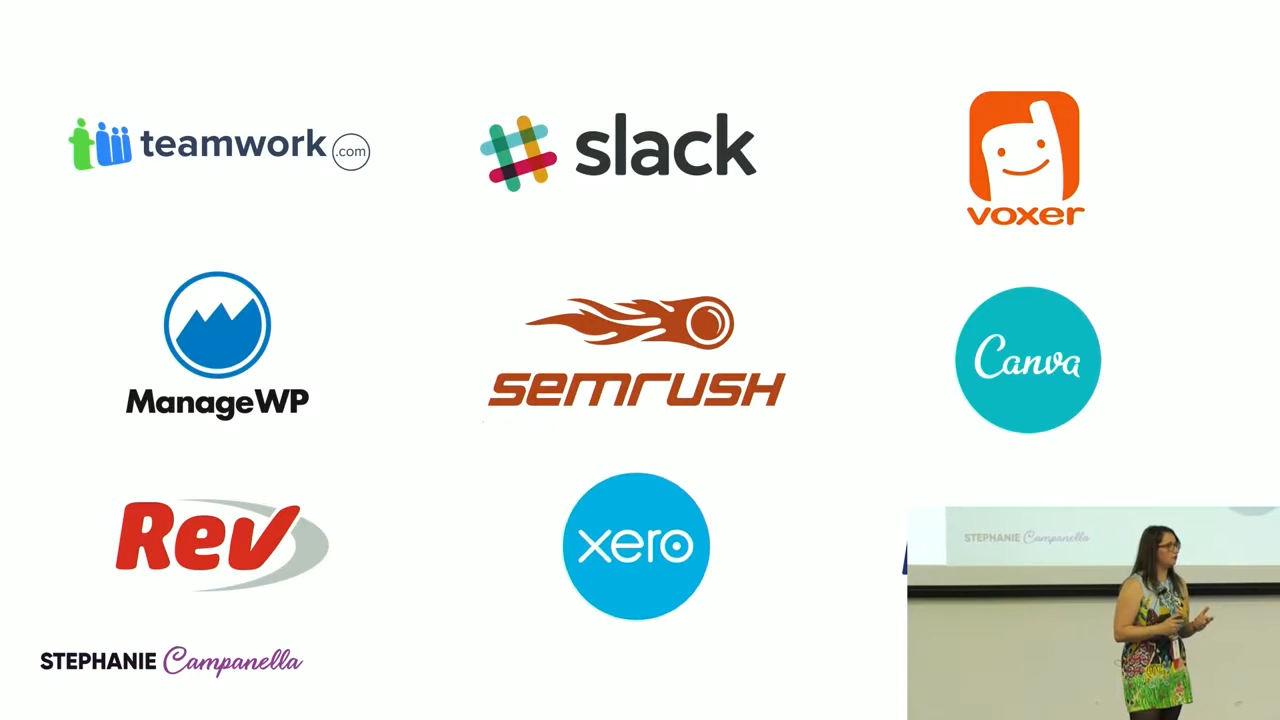 teamwork.com
slack
voxer
ManageWP
semrush
Canva
Rev
xero
STEPHANIE Campanella
STEPHANIE Campanella